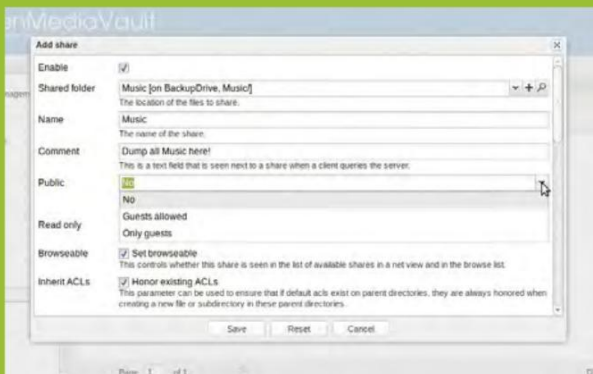 enMediaVault
Add share
Enable
Shared folder
Music [on BackupDrive, Music/]
The location of the files to share.
Name
Music
The name of the share.
Comment
Dump all Music here!
This is a text field that is seen next to a share when a client queries the server.
Public
No
No
Guests allowed
Read only
Only guests
Browseable
Set browseable
This controls whether this share is seen in the list of available shares in a net view and in the browse list.
Inherit ACLs
Honor existing ACLs
This parameter can be used to ensure that if default acls exist on parent directories, they are always honored when
creating a new file or subdirectory in these parent directories.
Save
Reset
Cancel
Page 1 of 1